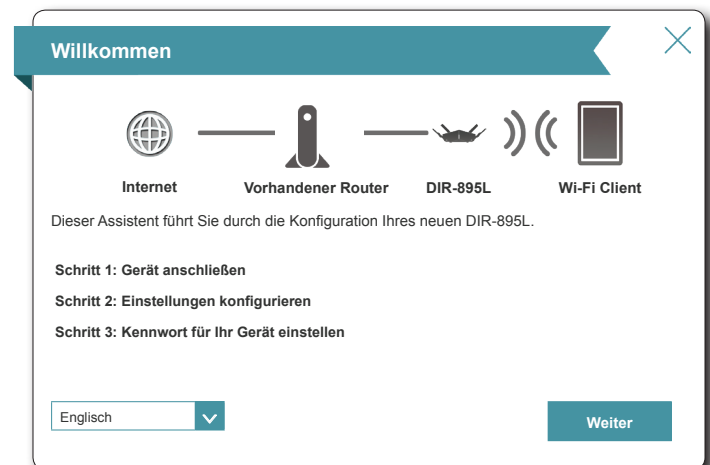 Willkommen
Internet
Vorhandener Router
DIR-895L
Wi-Fi Client
Dieser Assistent führt Sie durch die Konfiguration Ihres neuen DIR-895L.
Schritt 1: Gerät anschließen
Schritt 2: Einstellungen konfigurieren
Schritt 3: Kennwort für Ihr Gerät einstellen
Englisch
Weiter